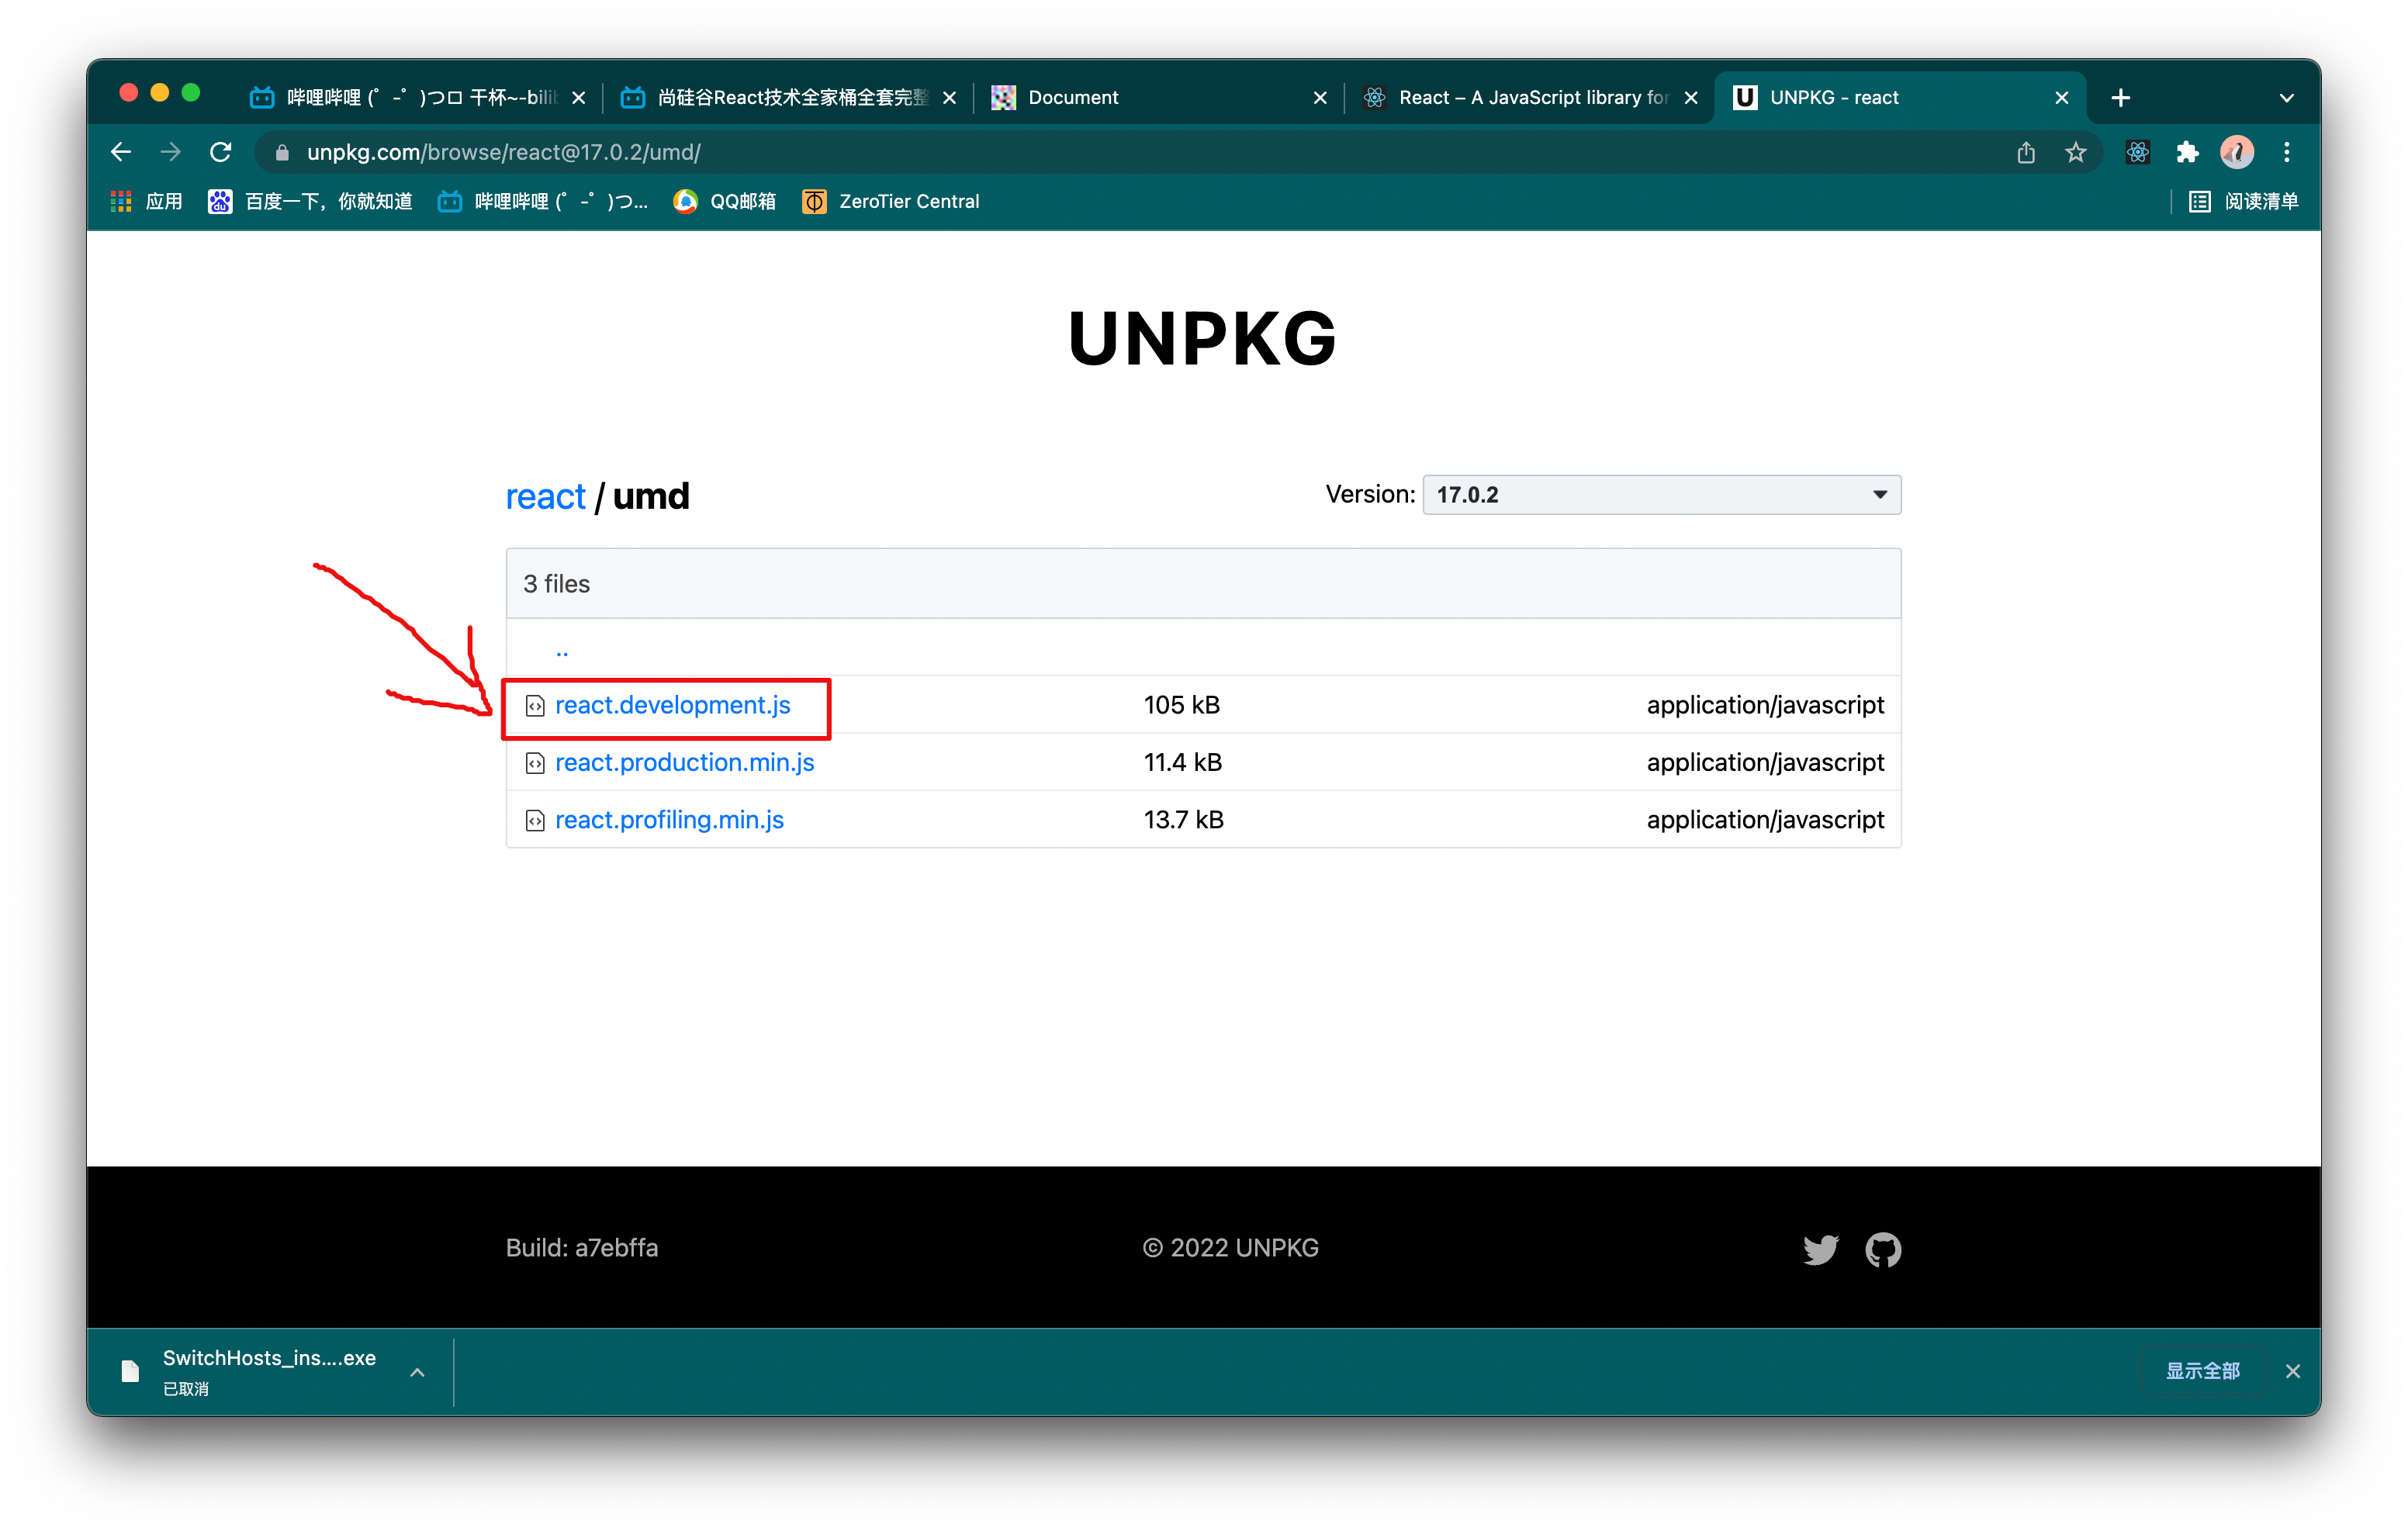 哔哩哔哩 (゜-゜)つロ 干杯~-bili
尚硅谷React技术全家桶全套完整
Document
React – A JavaScript library for
U
UNPKG - react
unpkg.com/browse/react@17.0.2/umd/
应用
du
百度一下，你就知道
哔哩哔哩 (゜-゜)つ...
QQ邮箱
ZeroTier Central
阅读清单
UNPKG
react / umd
Version: 17.0.2
3 files
..
react.development.js 105 kB application/javascript
react.production.min.js 11.4 kB application/javascript
react.profiling.min.js 13.7 kB application/javascript
Build: a7ebffa
© 2022 UNPKG
SwitchHosts_ins....exe
已取消
显示全部